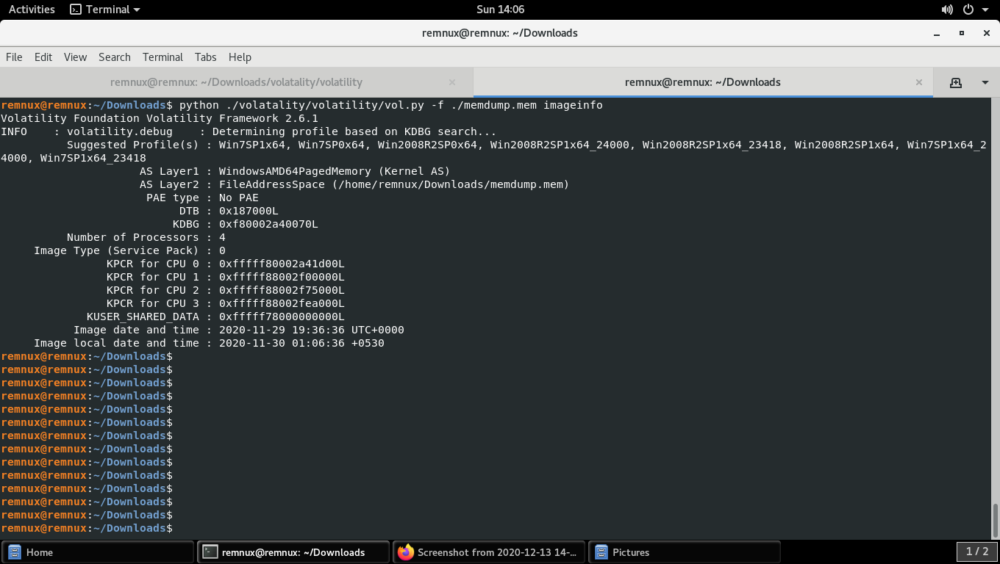 Activities Terminal Sun 14:06
remnux@remnux: ~/Downloads
File Edit View Search Terminal Tabs Help
remnux@remnux: ~/Downloads/volatality/volatility remnux@remnux: ~/Downloads
remnux@remnux:~/Downloads$ python ./volatality/volatility/vol.py -f ./memdump.mem imageinfo
Volatility Foundation Volatility Framework 2.6.1
INFO    : volatility.debug    : Determining profile based on KDBG search...
          Suggested Profile(s) : Win7SP1x64, Win7SP0x64, Win2008R2SP0x64, Win2008R2SP1x64_24000, Win2008R2SP1x64_23418, Win2008R2SP1x64, Win7SP1x64_2
4000, Win7SP1x64_23418
                     AS Layer1 : WindowsAMD64PagedMemory (Kernel AS)
                     AS Layer2 : FileAddressSpace (/home/remnux/Downloads/memdump.mem)
                      PAE type : No PAE
                           DTB : 0x187000L
                          KDBG : 0xf80002a40070L
          Number of Processors : 4
     Image Type (Service Pack) : 0
                KPCR for CPU 0 : 0xfffff80002a41d00L
                KPCR for CPU 1 : 0xfffff88002f00000L
                KPCR for CPU 2 : 0xfffff88002f75000L
                KPCR for CPU 3 : 0xfffff88002fea000L
             KUSER_SHARED_DATA : 0xfffff78000000000L
           Image date and time : 2020-11-29 19:36:36 UTC+0000
     Image local date and time : 2020-11-30 01:06:36 +0530
remnux@remnux:~/Downloads$
remnux@remnux:~/Downloads$
remnux@remnux:~/Downloads$
remnux@remnux:~/Downloads$
remnux@remnux:~/Downloads$
remnux@remnux:~/Downloads$
remnux@remnux:~/Downloads$
remnux@remnux:~/Downloads$
remnux@remnux:~/Downloads$
remnux@remnux:~/Downloads$
remnux@remnux:~/Downloads$
remnux@remnux:~/Downloads$
remnux@remnux:~/Downloads$
remnux@remnux:~/Downloads$
Home remnux@remnux: ~/Downloads Screenshot from 2020-12-13 14-... Pictures 1 / 2